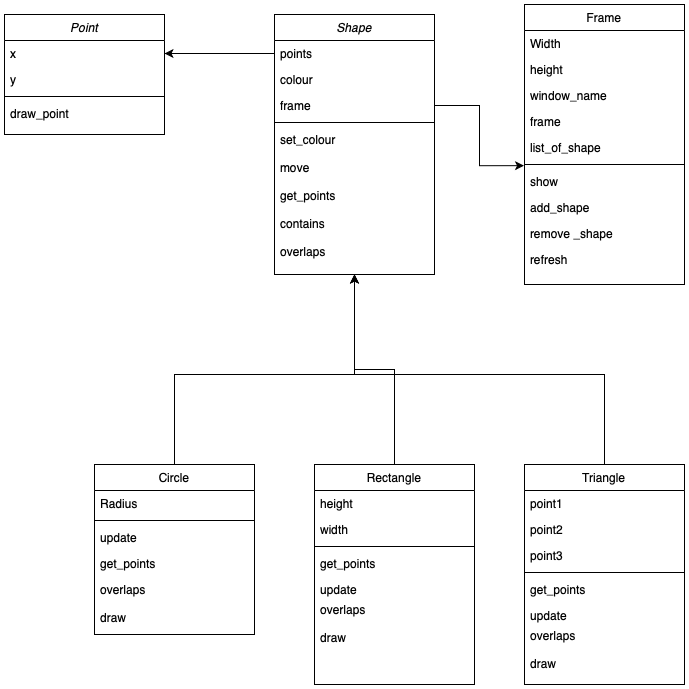 Point
x
y
draw_point
Shape
points
colour
frame
set_colour
move
get_points
contains
overlaps
Frame
Width
height
window_name
frame
list_of_shape
show
add_shape
remove _shape
refresh
Circle
Radius
update
get_points
overlaps
draw
Rectangle
height
width
get_points
update
overlaps
draw
Triangle
point1
point2
point3
get_points
update
overlaps
draw